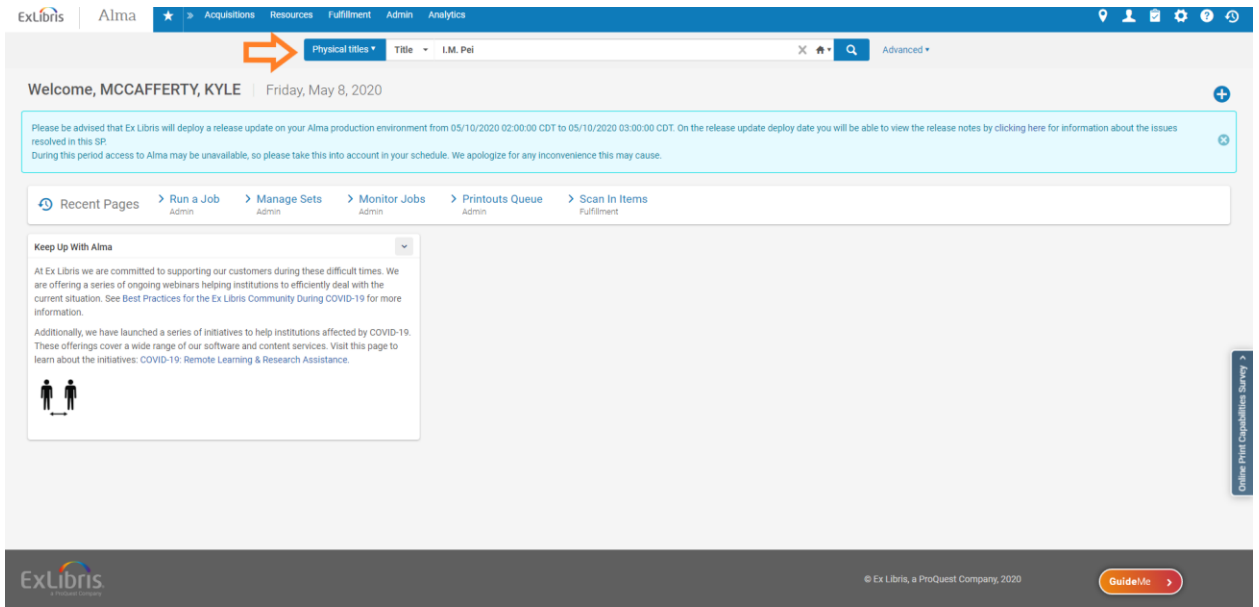 ExLibris Alma Acquisitions Resources Fulfillment Admin Analytics
Physical titles Title I.M. Pei Advanced
Welcome, MCCAFFERTY, KYLE Friday, May 8, 2020
Please be advised that Ex Libris will deploy a release update on your Alma production environment from 05/10/2020 02:00:00 CDT to 05/10/2020 03:00:00 CDT. On the release update deploy date you will be able to view the release notes by clicking here for information about the issues
resolved in this SP.
During this period access to Alma may be unavailable, so please take this into account in your schedule. We apologize for any inconvenience this may cause.
Recent Pages
Run a Job Manage Sets Monitor Jobs Printouts Queue Scan In Items
Admin Admin Admin Admin Fulfillment
Keep Up With Alma
At Ex Libris we are committed to supporting our customers during these difficult times. We
are offering a series of ongoing webinars helping institutions to efficiently deal with the
current situation. See Best Practices for the Ex Libris Community During COVID-19 for more
information.
Additionally, we have launched a series of initiatives to help institutions affected by COVID-19.
These offerings cover a wide range of our software and content services. Visit this page to
learn about the initiatives: COVID-19: Remote Learning & Research Assistance.
Online Print Capabilities Survey
ExLibris
a ProQuest Company
© Ex Libris, a ProQuest Company, 2020
GuideMe